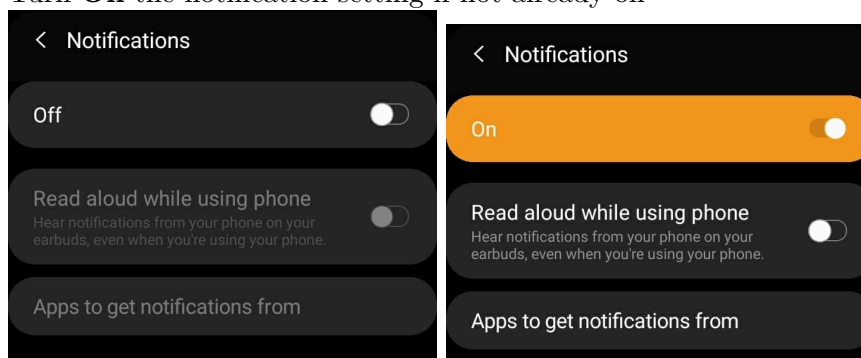 Turn On the notification setting if not already on
Notifications
Off
Read aloud while using phone
Hear notifications from your phone on your
earbuds, even when you're using your phone.
Apps to get notifications from
Notifications
On
Read aloud while using phone
Hear notifications from your phone on your
earbuds, even when you're using your phone.
Apps to get notifications from